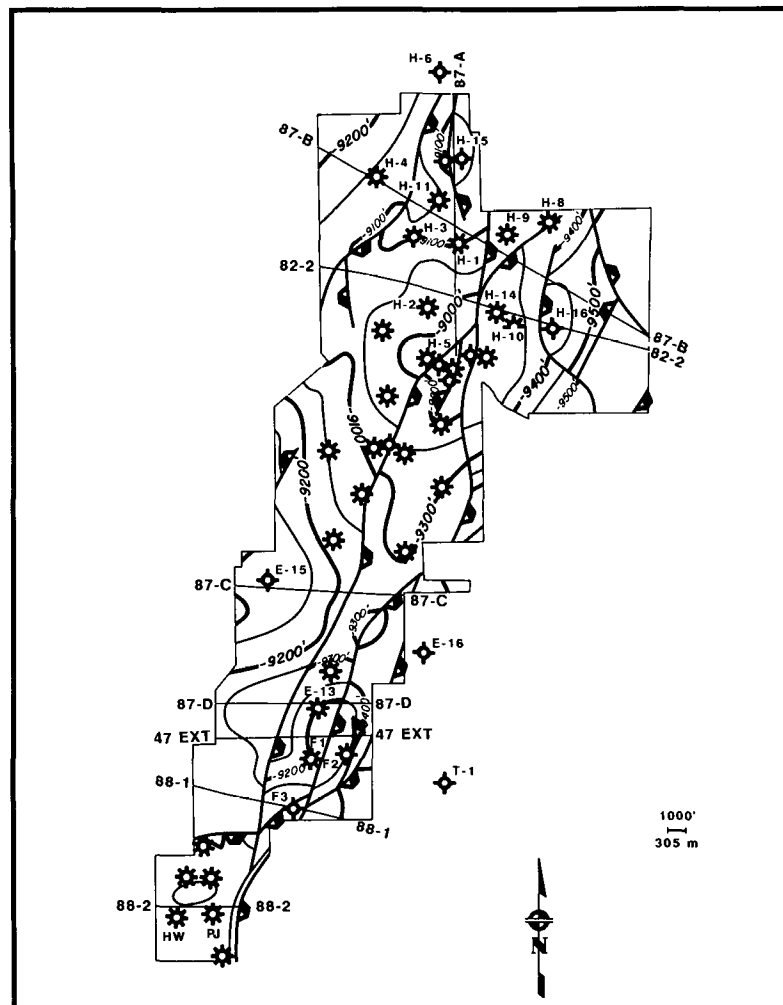 H-6
87-A
-9200'
87-B
-9100'
H-15
H-4
H-11
H-8
H-9
H-3
-9100'
H-1
-9400'
82-2
H-2
-9000'
H-14
H-10
H-16
-9500'
87-B
82-2
H-5
-9400'
-9500'
-9100
-9200'
-9300'
E-15
87-C
87-C
-9300'
E-16
-9200'
-9300'
87-D
E-13
87-D
47 EXT
47 EXT
F1
F2
-9200'
T-1
88-1
F3
88-1
1000'
305 m
88-2
88-2
HW
PJ
N